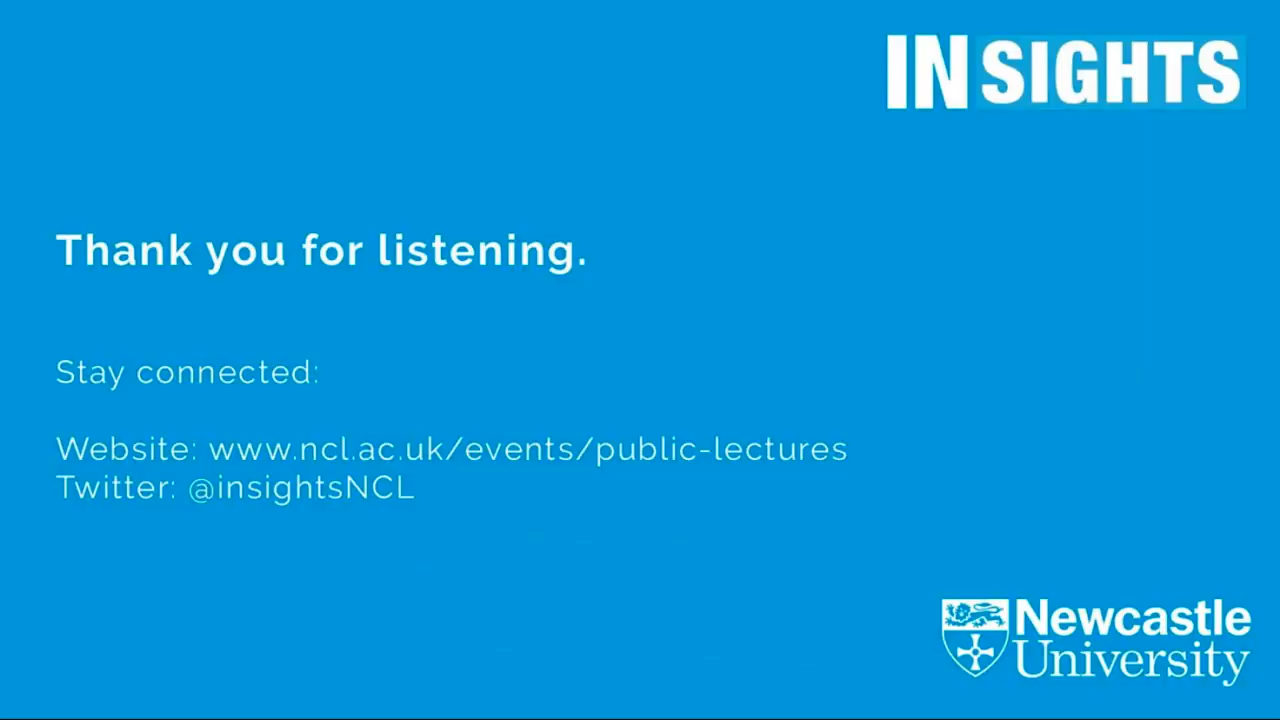 INSIGHTS
Thank you for listening.
Stay connected:
Website: www.ncl.ac.uk/events/public-lectures
Twitter: @insightsNCL
Newcastle
University